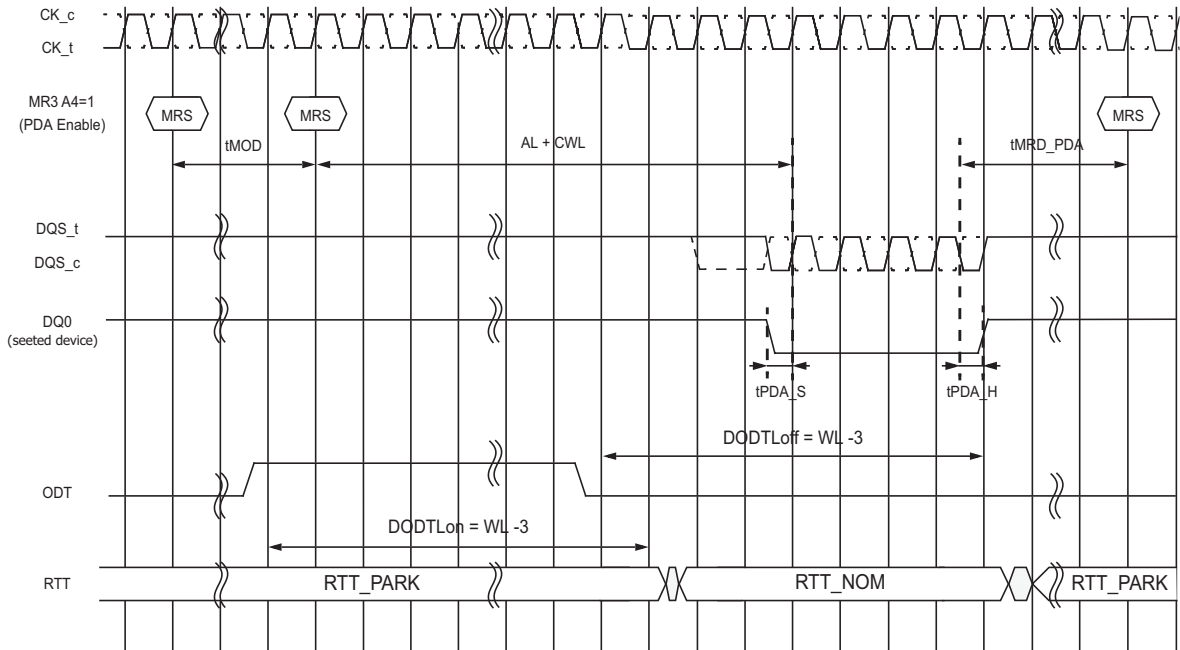 CK_c
CK_t
MR3 A4=1
(PDA Enable)
MRS
MRS
MRS
tMOD
AL + CWL
tMRD_PDA
DQS_t
DQS_c
DQ0
(seeted device)
tPDA_S
tPDA_H
DODTLoff = WL -3
ODT
DODTLon = WL -3
RTT
RTT_PARK
RTT_NOM
RTT_PARK